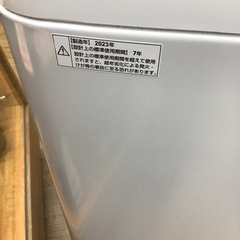 【製造年】2023年
【設計上の標準使用期間】7年
設計上の標準使用期間を超えて使用
されますと、経年劣化による発火・
けが等の事故に至る恐れがあります。